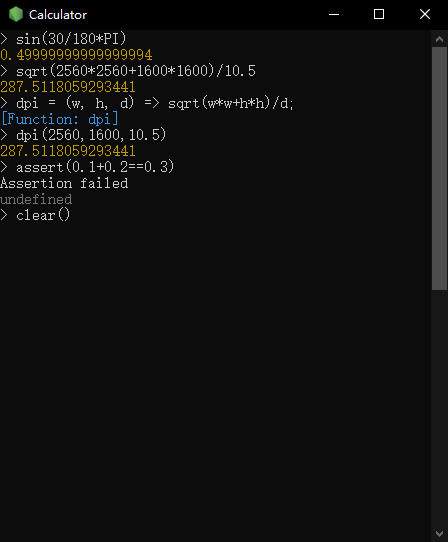 Calculator
> sin(30/180*PI)
0.49999999999999994
> sqrt(2560*2560+1600*1600)/10.5
287.5118059293441
> dpi = (w, h, d) => sqrt(w*w+h*h)/d;
[Function: dpi]
> dpi(2560,1600,10.5)
287.5118059293441
> assert(0.1+0.2==0.3)
Assertion failed
undefined
> clear()